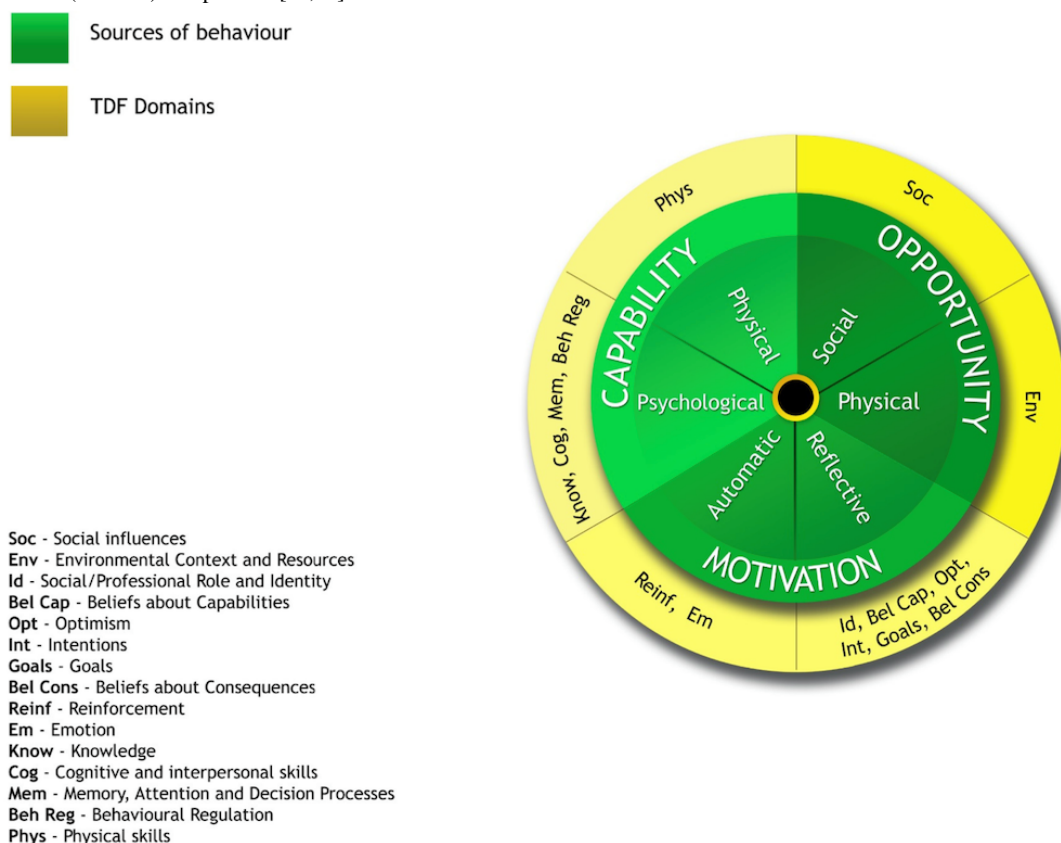 Sources of behaviour
TDF Domains
Phys
Soc
CAPABILITY
OPPORTUNITY
Physical
Social
Know, Cog, Mem, Beh Reg
Psychological
Physical
Env
Automatic
Reflective
MOTIVATION
Reinf, Em
Id, Bel Cap, Opt,
Int, Goals, Bel Cons
Soc - Social influences
Env - Environmental Context and Resources
Id - Social/Professional Role and Identity
Bel Cap - Beliefs about Capabilities
Opt - Optimism
Int - Intentions
Goals - Goals
Bel Cons - Beliefs about Consequences
Reinf - Reinforcement
Em - Emotion
Know - Knowledge
Cog - Cognitive and interpersonal skills
Mem - Memory, Attention and Decision Processes
Beh Reg - Behavioural Regulation
Phys - Physical skills